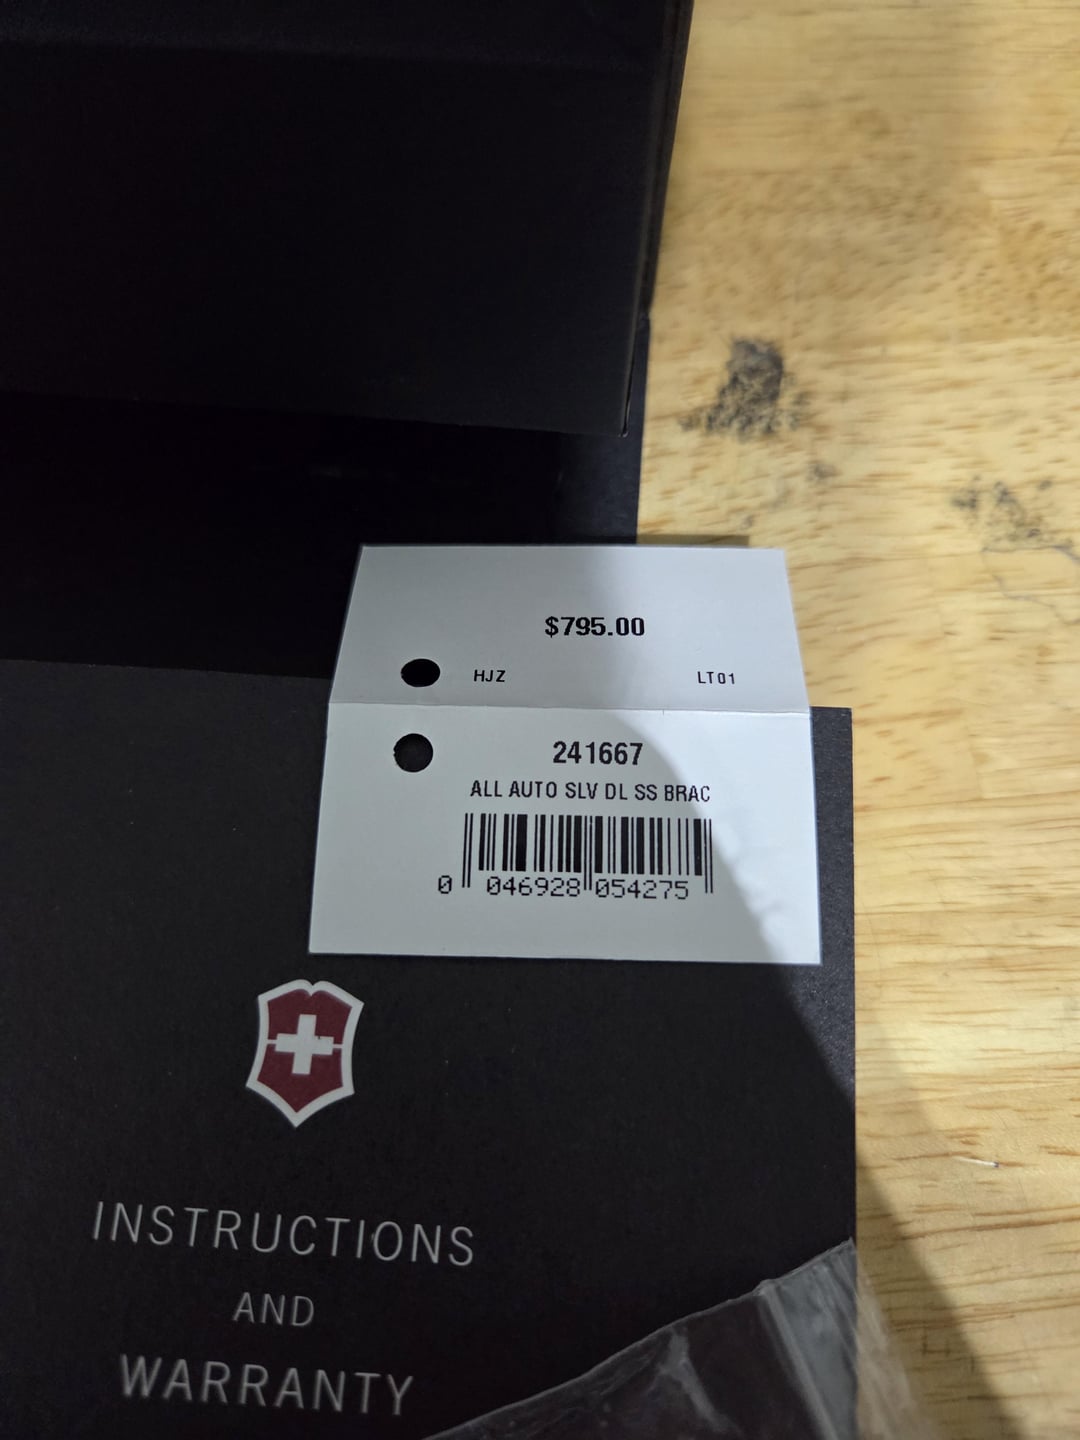 $795.00
HJZ LT01
241667
ALL AUTO SLV DL SS BRAC
0 046928 054275
INSTRUCTIONS
AND
WARRANTY